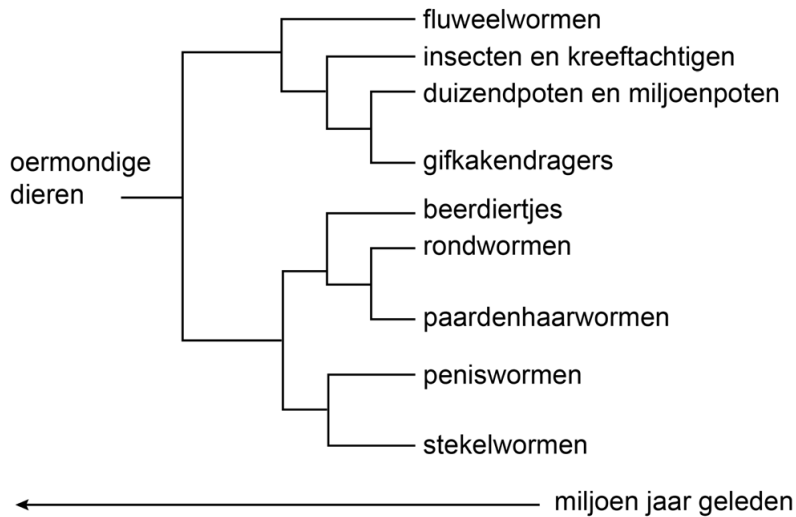 fluweelwormen
insecten en kreeftachtigen
duizendpoten en miljoenpoten
oermondige
dieren
gifkakendragers
beerdiertjes
rondwormen
paardenhaarwormen
peniswormen
stekelwormen
miljoen jaar geleden